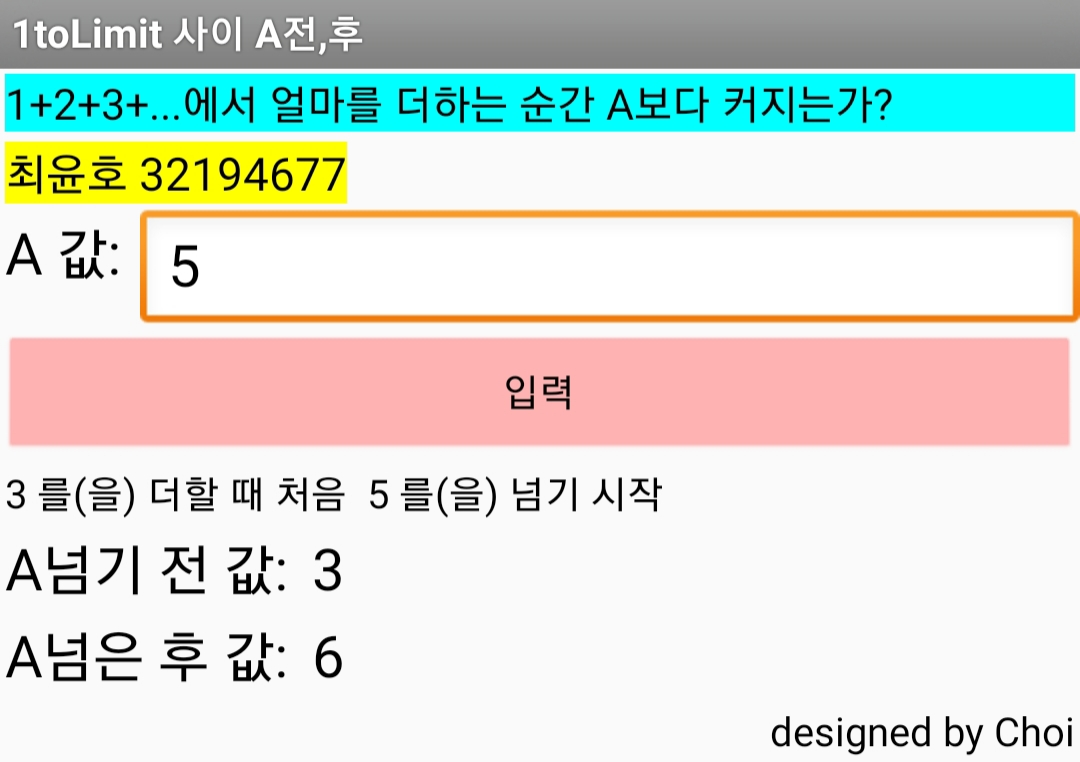 1toLimit 사이 A전,후
1+2+3+...에서 얼마를 더하는 순간 A보다 커지는가?
최윤호 32194677
A 값: 5
입력
3 를(을) 더할 때 처음 5 를(을) 넘기 시작
A넘기 전 값: 3
A넘은 후 값: 6
designed by Choi